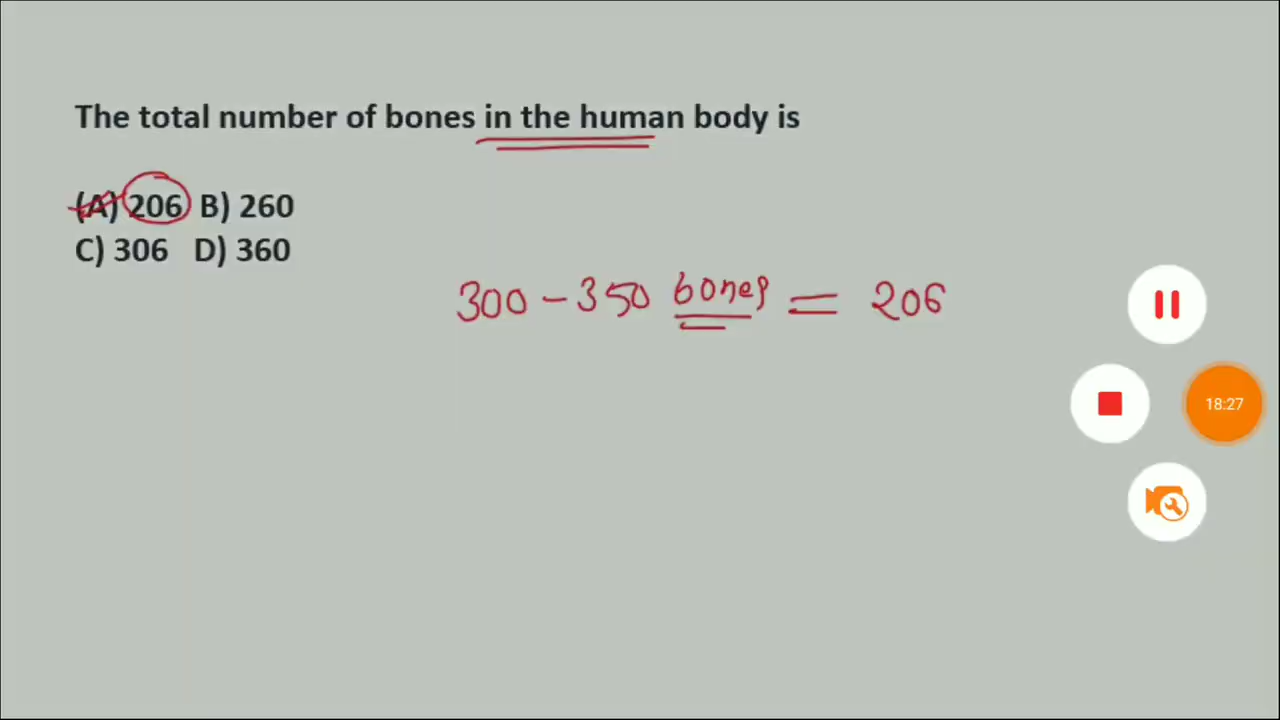 The total number of bones in the human body is
(A) 206 B) 260
C) 306 D) 360
300 - 350 bones = 206
18:27